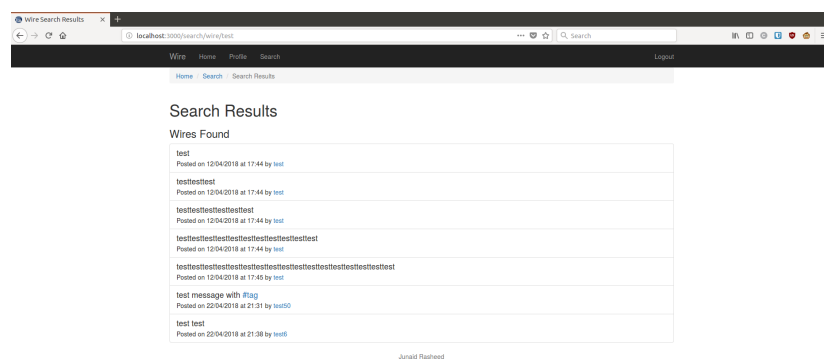 Wire Search Results × +
localhost:3000/search/wire/test ••• Search
Wire Home Profile Search Logout
Home / Search / Search Results
Search Results
Wires Found
test
Posted on 12/04/2018 at 17:44 by test
testtesttest
Posted on 12/04/2018 at 17:44 by test
testtesttesttesttesttest
Posted on 12/04/2018 at 17:44 by test
testtesttesttesttesttesttesttesttesttesttest
Posted on 12/04/2018 at 17:44 by test
testtesttesttesttesttesttesttesttesttesttesttesttesttesttesttesttest
Posted on 12/04/2018 at 17:45 by test
test message with #tag
Posted on 22/04/2018 at 21:31 by test50
test test
Posted on 22/04/2018 at 21:38 by test6
Junaid Rasheed